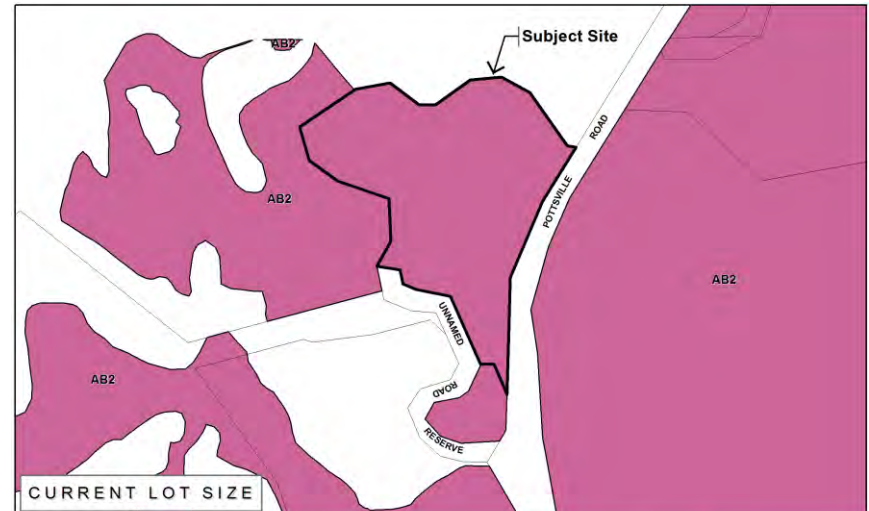 AB2
Subject Site
ROAD
POTTSVILLE
AB2
AB2
UNNAMED
ROAD
RESERVE
AB2
CURRENT LOT SIZE